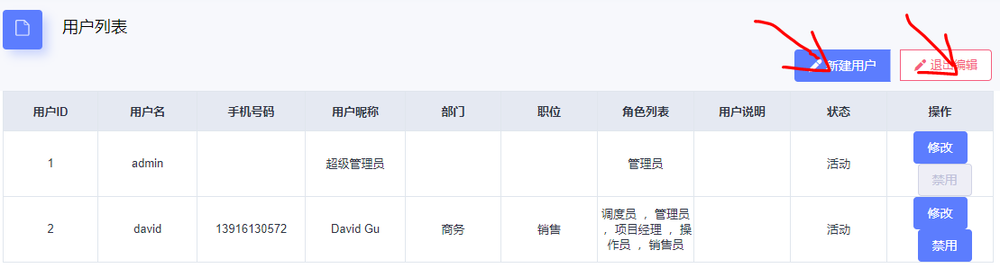 用户列表
新建用户 退出编辑
用户ID 用户名 手机号码 用户昵称 部门 职位 角色列表 用户说明 状态 操作
1 admin 超级管理员 管理员 活动 修改
禁用
2 david 13916130572 David Gu 商务 销售 调度员 ， 管理员 ， 项目经理 ， 操作员 ， 销售员 活动 修改
禁用